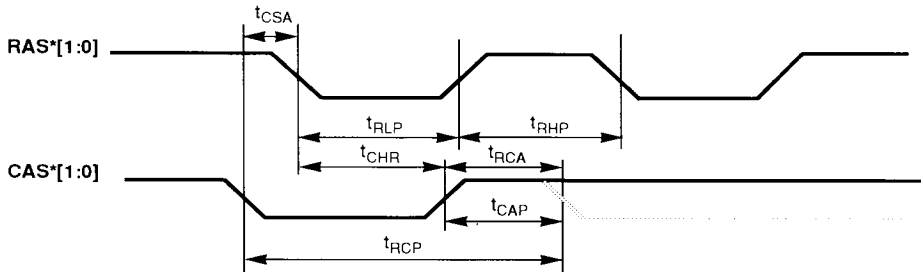 tCSA
RAS*[1:0]
tRLP
tRHP
tCHR
tRCA
CAS*[1:0]
tCAP
tRCP